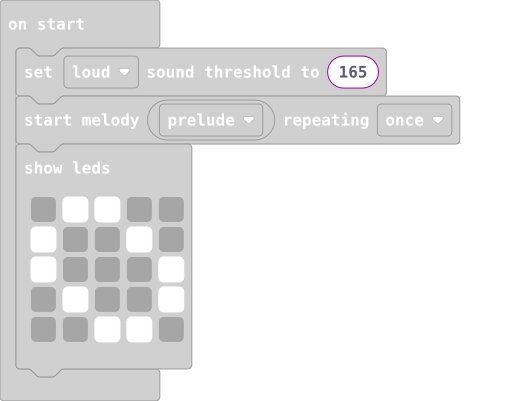 on start
set loud sound threshold to 165
start melody prelude repeating once
show leds